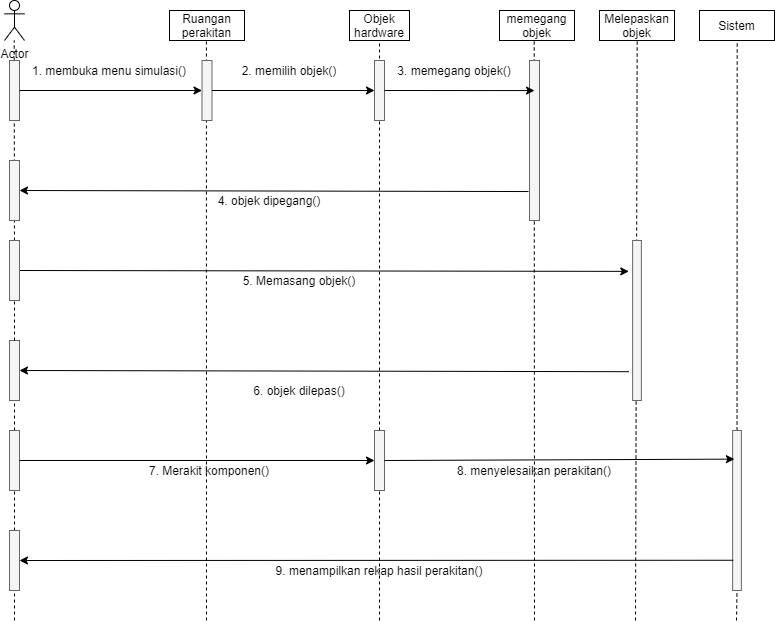 Ruangan
perakitan
Objek
hardware
memegang
objek
Melepaskan
objek
Sistem
Actor
1. membuka menu simulasi()
2. memilih objek()
3. memegang objek()
4. objek dipegang()
5. Memasang objek()
6. objek dilepas()
7. Merakit komponen()
8. menyelesaikan perakitan()
9. menampilkan rekap hasil perakitan()